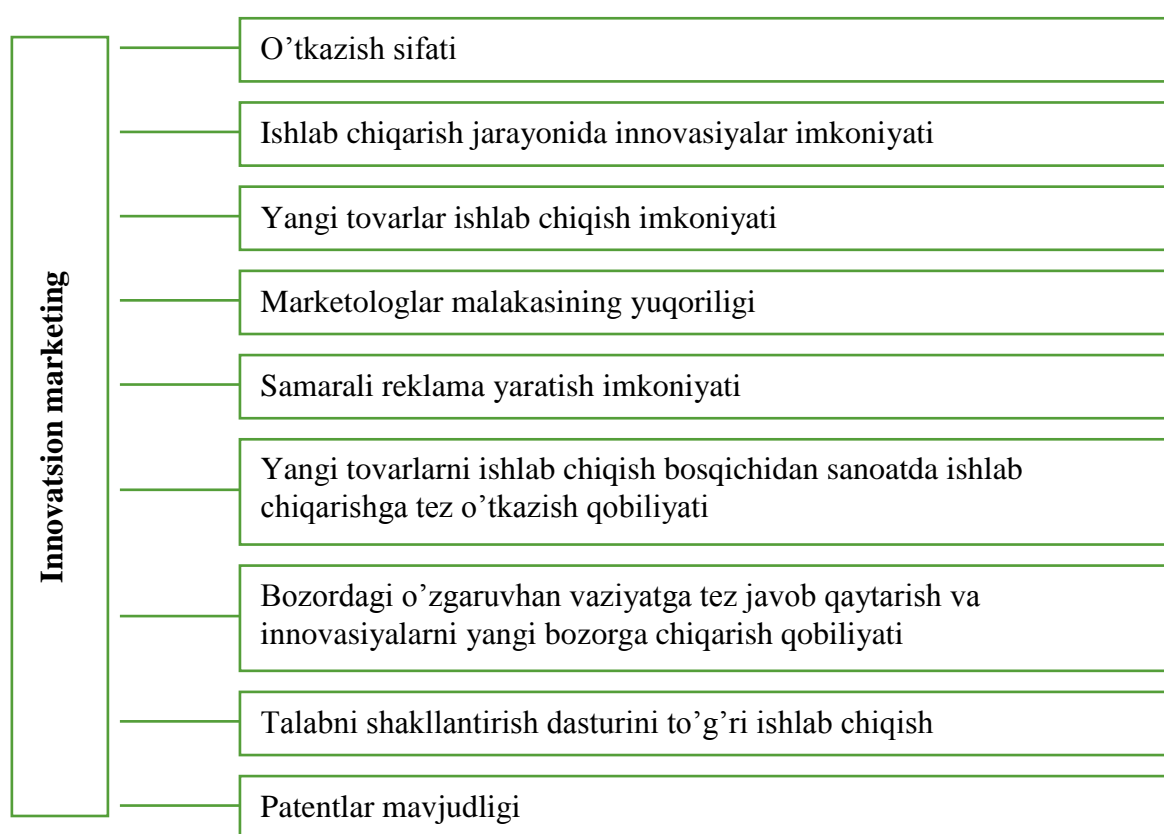 Innovatsion marketing
O’tkazish sifati
Ishlab chiqarish jarayonida innovasiyalar imkoniyati
Yangi tovarlar ishlab chiqish imkoniyati
Marketologlar malakasining yuqoriligi
Samarali reklama yaratish imkoniyati
Yangi tovarlarni ishlab chiqish bosqichidan sanoatda ishlab
chiqarishga tez o’tkazish qobiliyati
Bozordagi o’zgaruvhan vaziyatga tez javob qaytarish va
innovasiyalarni yangi bozorga chiqarish qobiliyati
Talabni shakllantirish dasturini to’g’ri ishlab chiqish
Patentlar mavjudligi